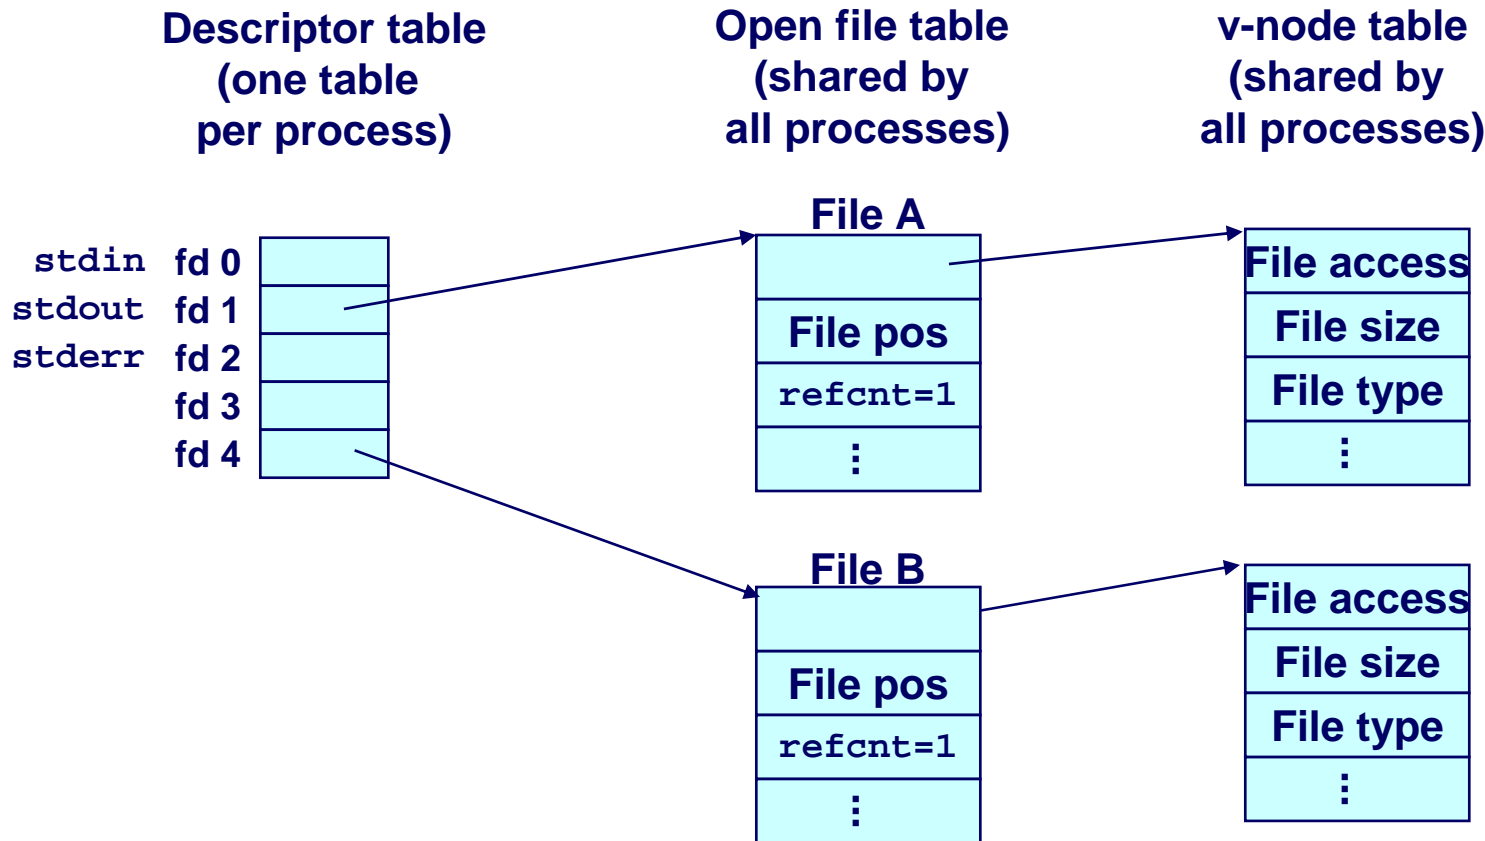 Descriptor table
(one table
per process)
Open file table
(shared by
all processes)
v-node table
(shared by
all processes)
stdin fd 0
stdout fd 1
stderr fd 2
fd 3
fd 4
File A
File pos
refcnt=1
⋮
File access
File size
File type
⋮
File B
File pos
refcnt=1
⋮
File access
File size
File type
⋮